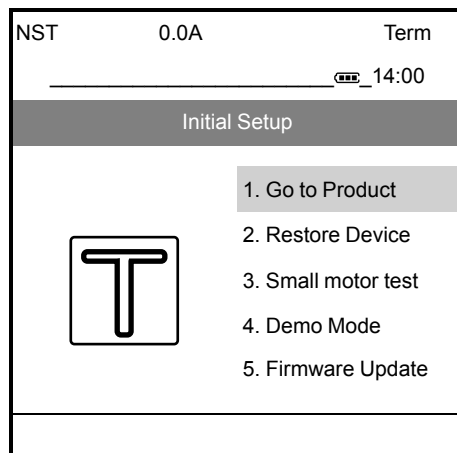 NST 0.0A Term
14:00
Initial Setup
1. Go to Product
2. Restore Device
3. Small motor test
4. Demo Mode
5. Firmware Update
T